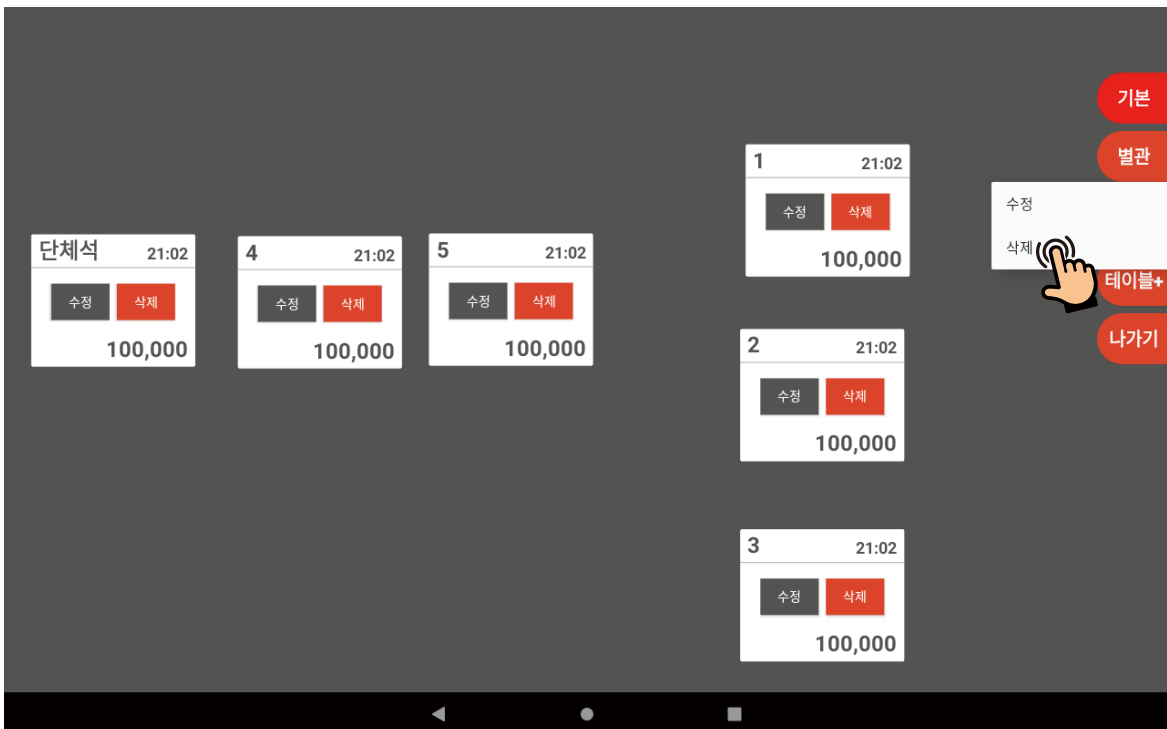 기본
별관
수정
삭제
테이블+
나가기
1 21:02
수정 삭제
100,000
단체석 21:02
수정 삭제
100,000
4 21:02
수정 삭제
100,000
5 21:02
수정 삭제
100,000
2 21:02
수정 삭제
100,000
3 21:02
수정 삭제
100,000